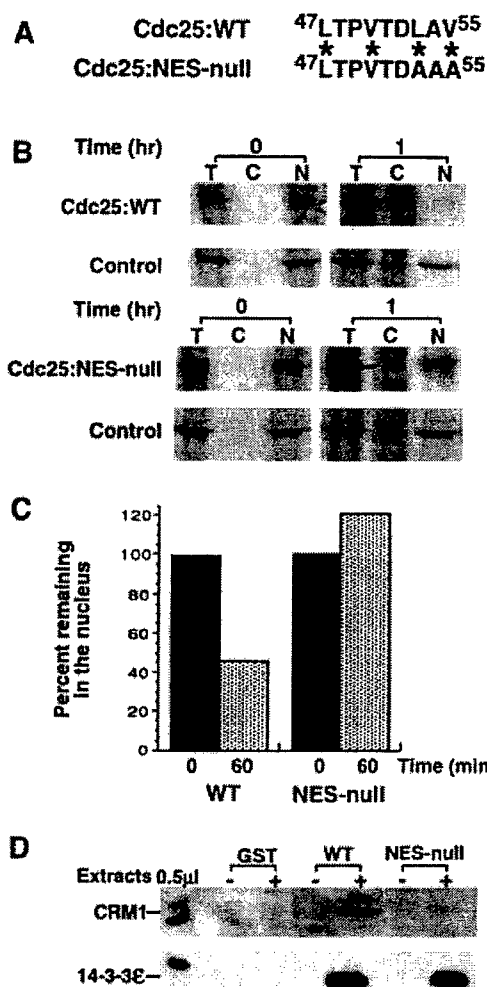 A
Cdc25:WT 47LTPVTDLAV55
* * * *
Cdc25:NES-null 47LTPVTDAAA55
B
Time (hr) 0 1
T C N T C N
Cdc25:WT
Control
Time (hr) 0 1
T C N T C N
Cdc25:NES-null
Control
C
Percent remaining
in the nucleus
120
100
80
60
40
20
0
0 60 0 60 Time (min
WT NES-null
D
GST WT NES-null
Extracts 0.5µl - + - + - +
CRM1
14-3-3ε